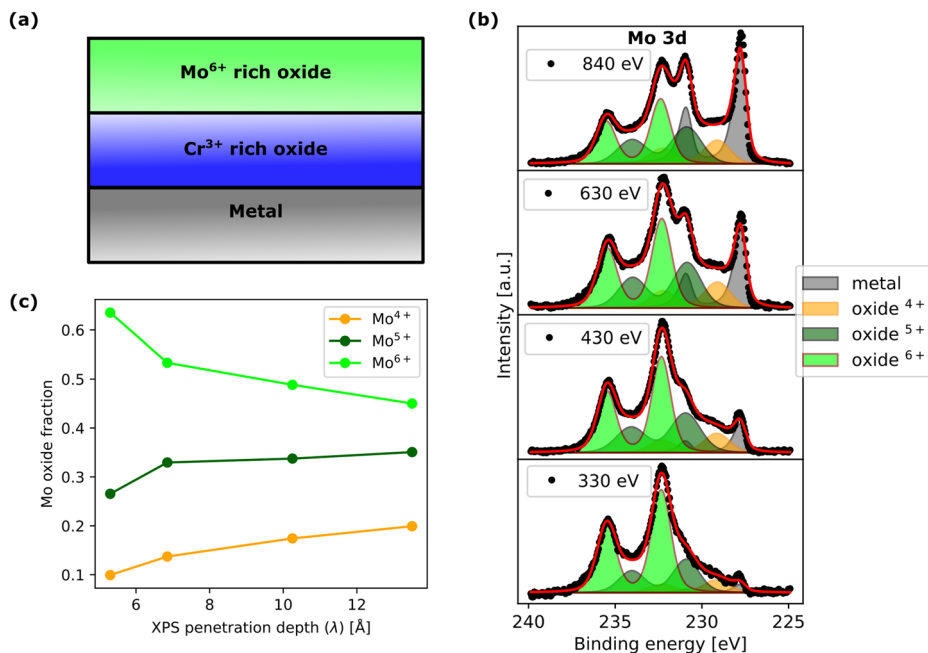 (a)
Mo⁶⁺ rich oxide
Cr³⁺ rich oxide
Metal
(b)
Mo 3d
840 eV
630 eV
430 eV
330 eV
Intensity [a.u.]
240 235 230 225
Binding energy [eV]
metal
oxide ⁴⁺
oxide ⁵⁺
oxide ⁶⁺
(c)
Mo⁴⁺
Mo⁵⁺
Mo⁶⁺
0.6
0.5
0.4
0.3
0.2
0.1
Mo oxide fraction
6 8 10 12
XPS penetration depth (λ) [Å]